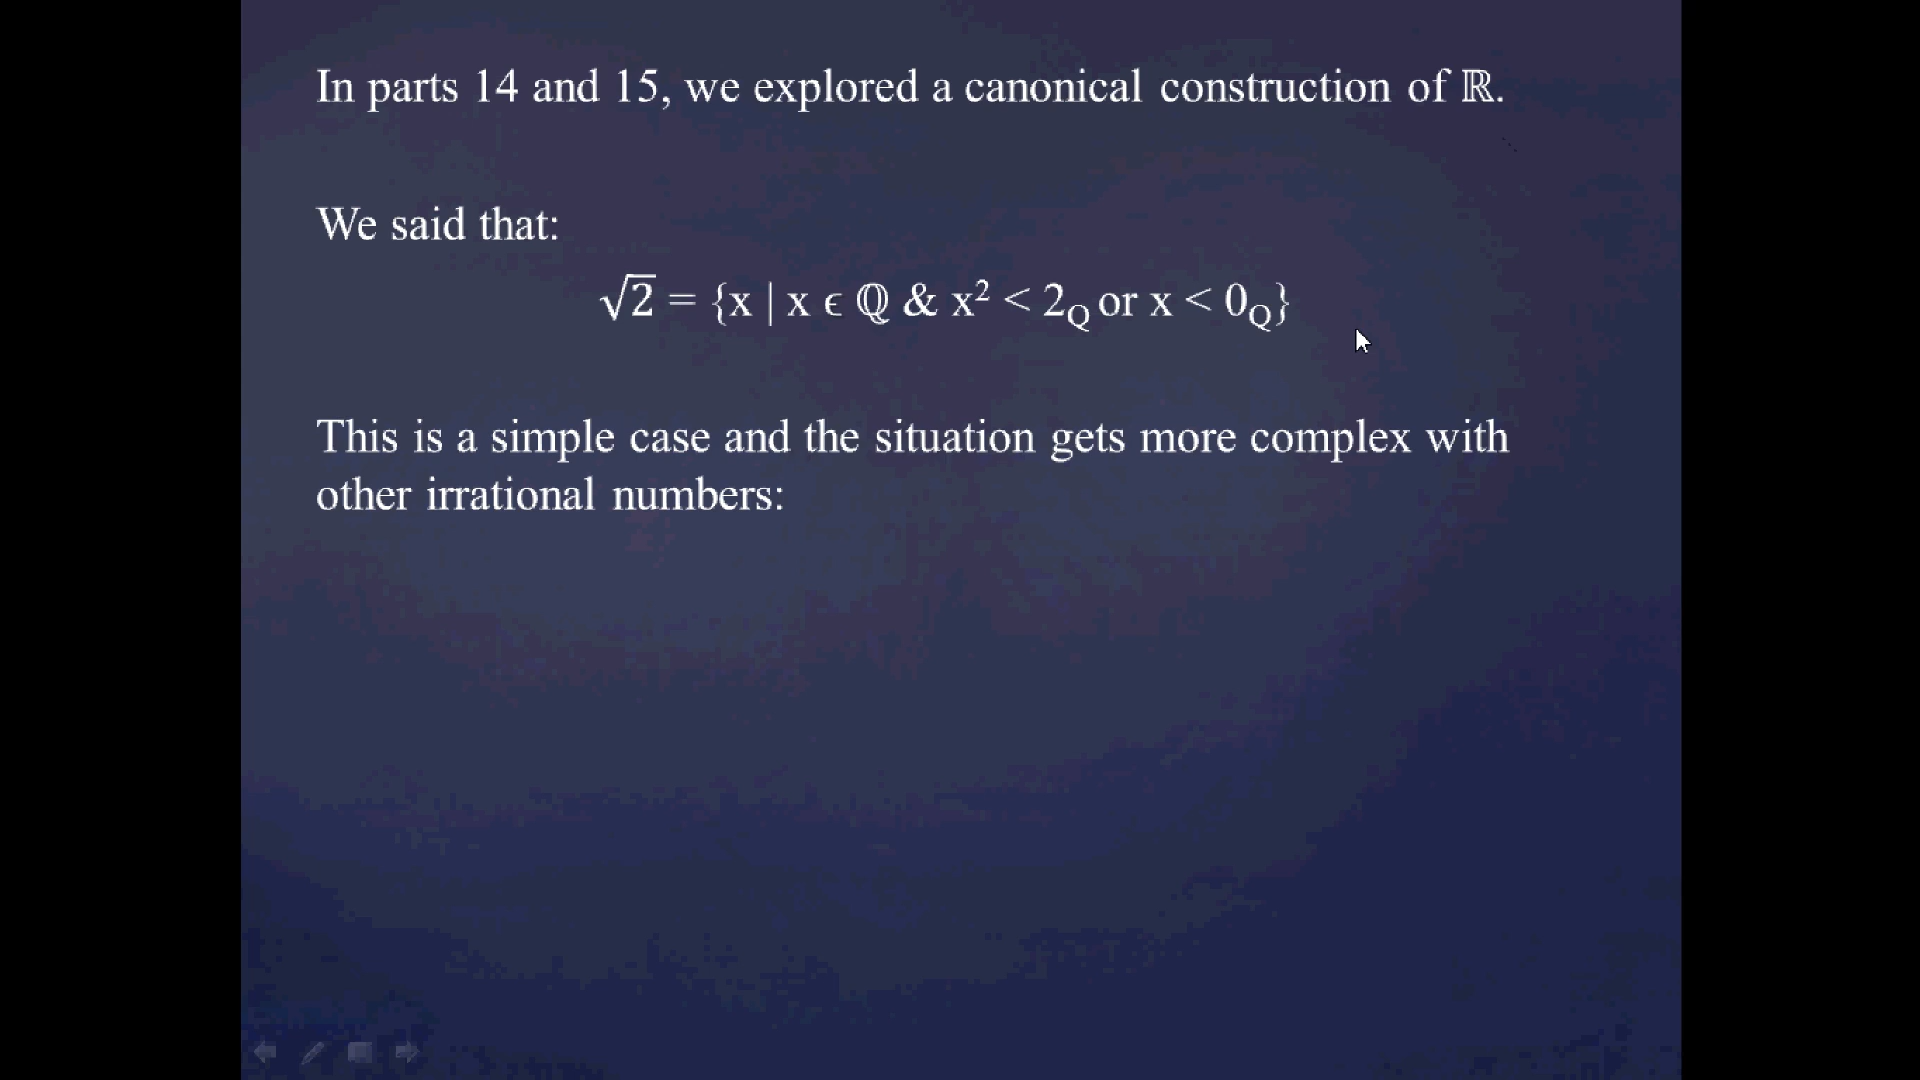 In parts 14 and 15, we explored a canonical construction of ℝ.
We said that:
√2 = {x | x ϵ ℚ & x² < 2_Q or x < 0_Q}
This is a simple case and the situation gets more complex with
other irrational numbers: